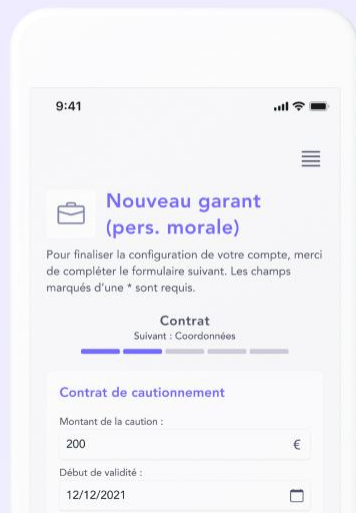 9:41
Nouveau garant
(pers. morale)
Pour finaliser la configuration de votre compte, merci
de compléter le formulaire suivant. Les champs
marqués d'une * sont requis.
Contrat
Suivant : Coordonnées
Contrat de cautionnement
Montant de la caution :
200 €
Début de validité :
12/12/2021